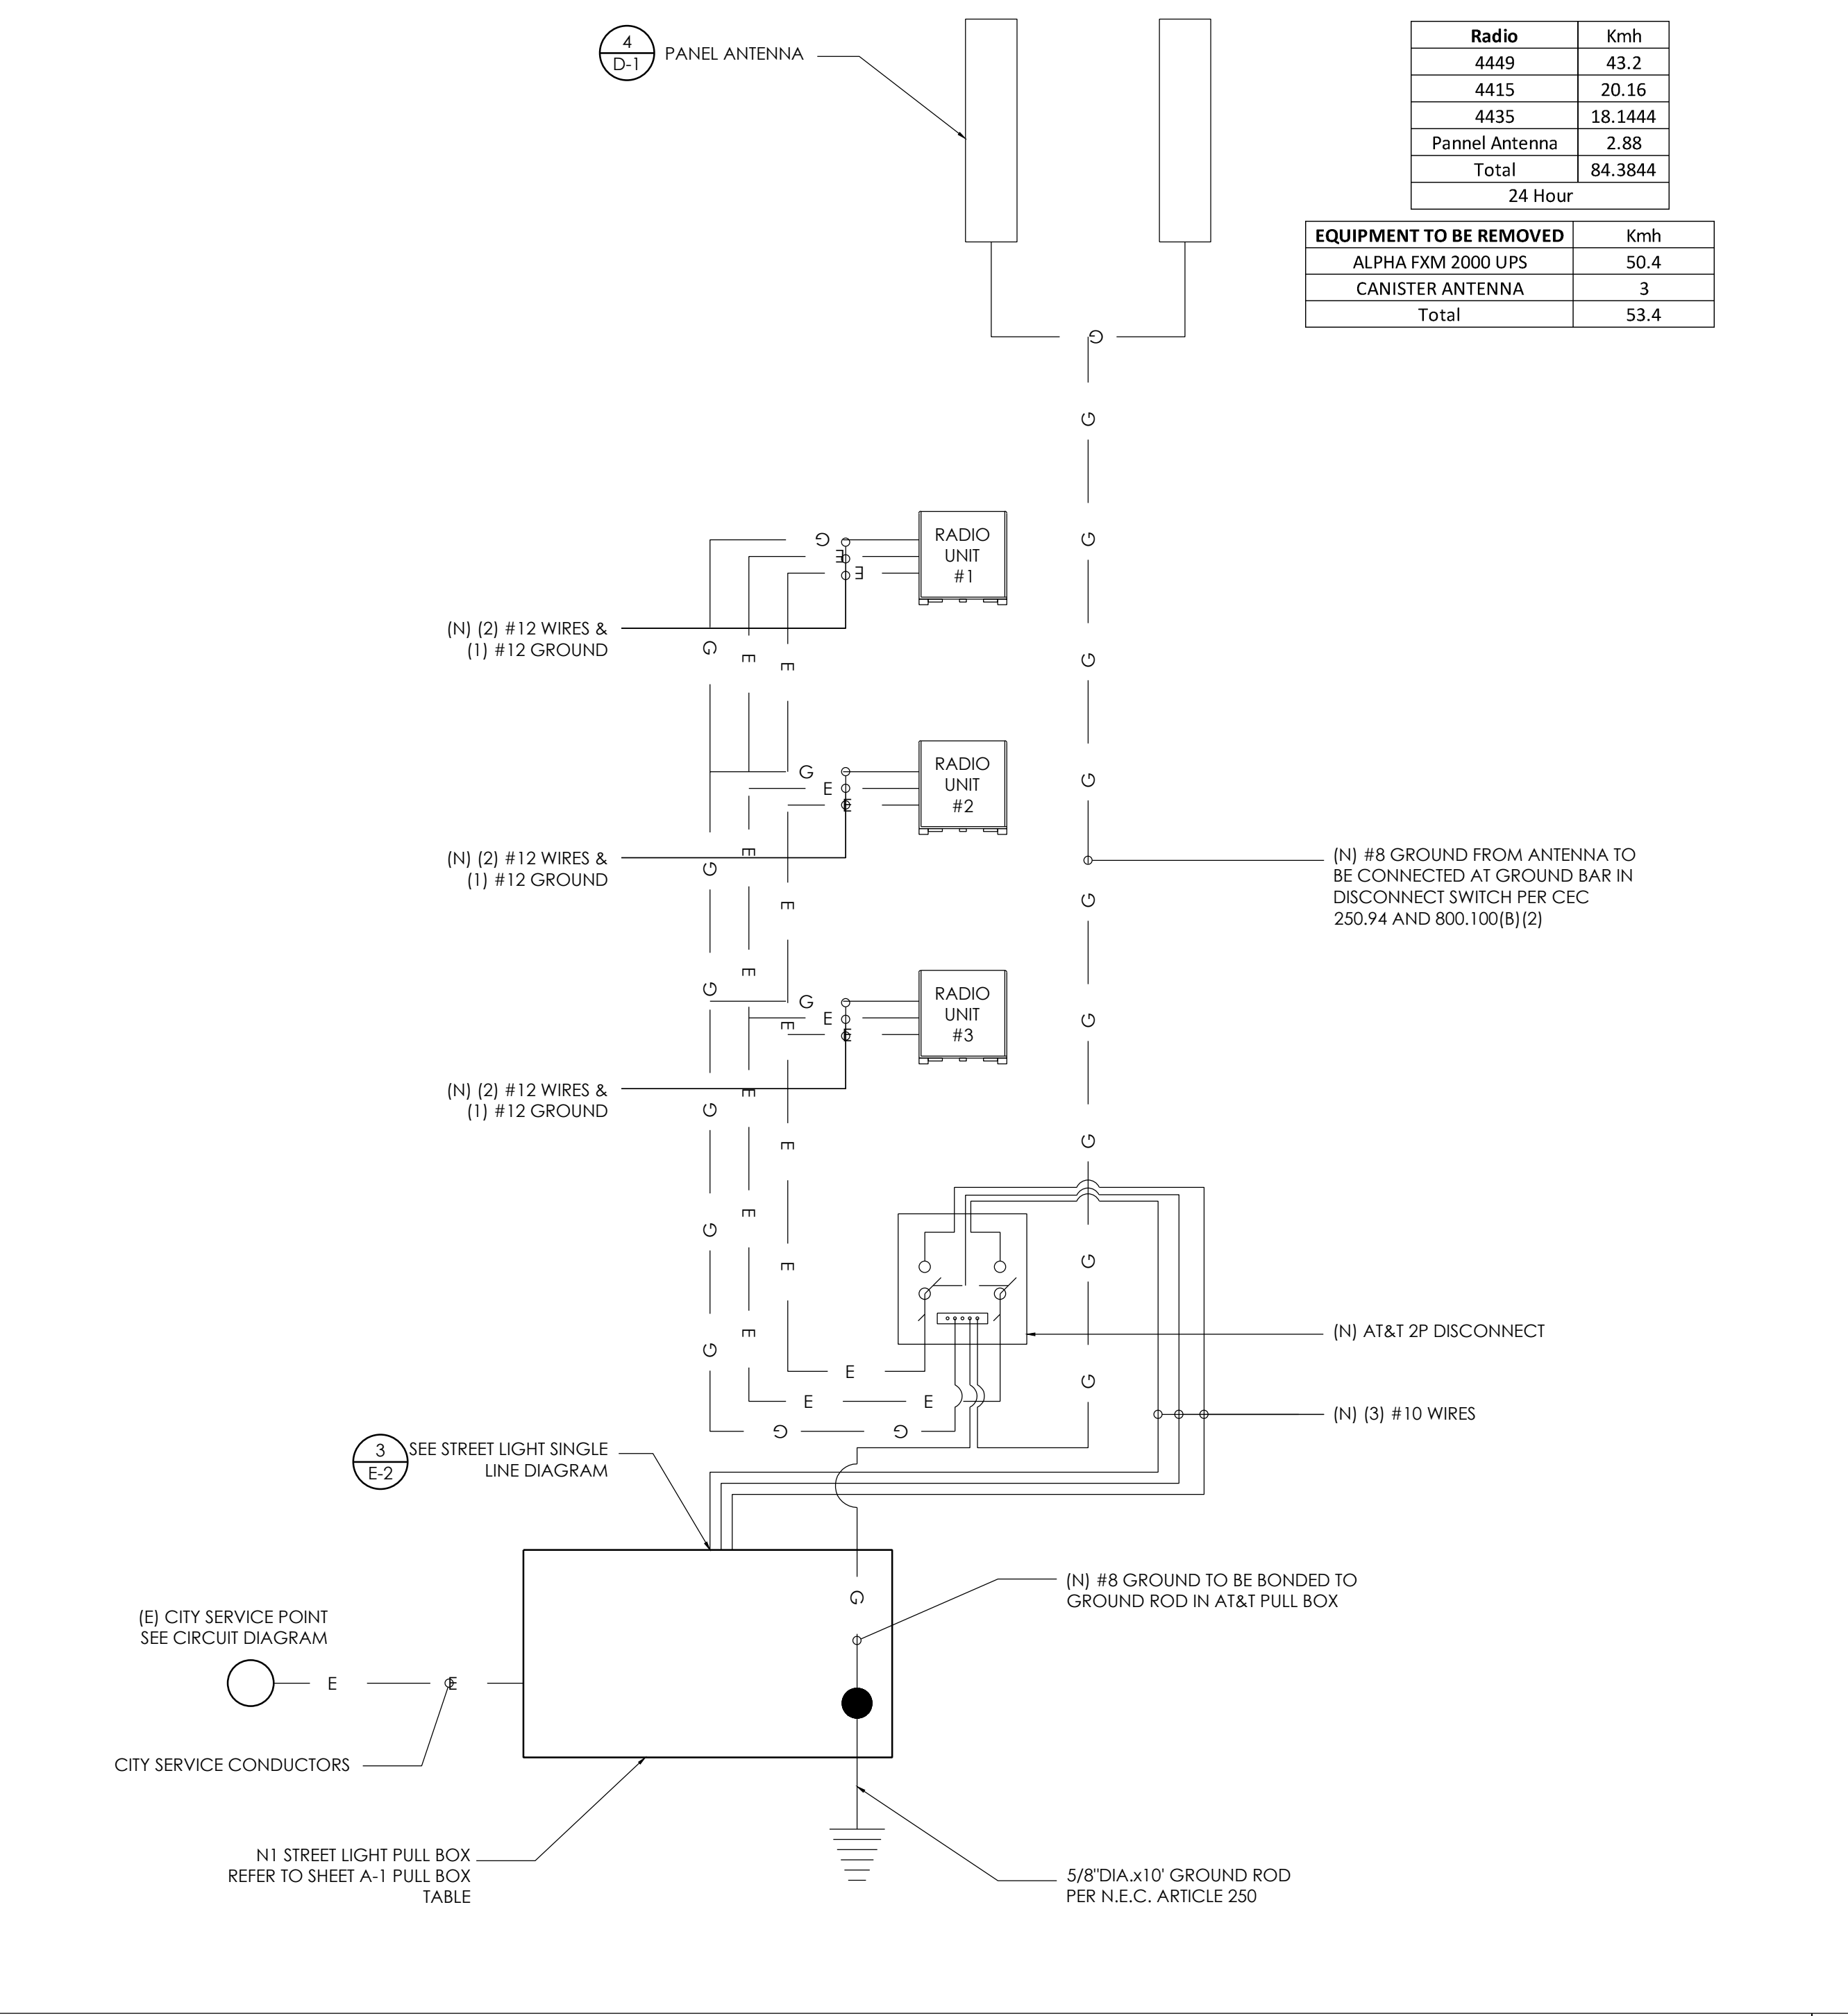 4
D-1
PANEL ANTENNA
Radio Kmh
4449 43.2
4415 20.16
4435 18.1444
Pannel Antenna 2.88
Total 84.3844
24 Hour
EQUIPMENT TO BE REMOVED Kmh
ALPHA FXM 2000 UPS 50.4
CANISTER ANTENNA 3
Total 53.4
G
G
G
G
G
G
G
G
G
G
G
RADIO
UNIT
#1
G
E
E
(N) (2) #12 WIRES &
(1) #12 GROUND
G
E
E
RADIO
UNIT
#2
G
E
E
(N) (2) #12 WIRES &
(1) #12 GROUND
G
E
E
(N) #8 GROUND FROM ANTENNA TO
BE CONNECTED AT GROUND BAR IN
DISCONNECT SWITCH PER CEC
250.94 AND 800.100(B)(2)
RADIO
UNIT
#3
G
E
E
G
E
E
(N) (2) #12 WIRES &
(1) #12 GROUND
G
E
E
G
E
E
G
E
E
E E
G G
(N) AT&T 2P DISCONNECT
(N) (3) #10 WIRES
3
E-2
SEE STREET LIGHT SINGLE
LINE DIAGRAM
G
(N) #8 GROUND TO BE BONDED TO
GROUND ROD IN AT&T PULL BOX
(E) CITY SERVICE POINT
SEE CIRCUIT DIAGRAM
E E
CITY SERVICE CONDUCTORS
N1 STREET LIGHT PULL BOX
REFER TO SHEET A-1 PULL BOX
TABLE
5/8"DIA.x10' GROUND ROD
PER N.E.C. ARTICLE 250